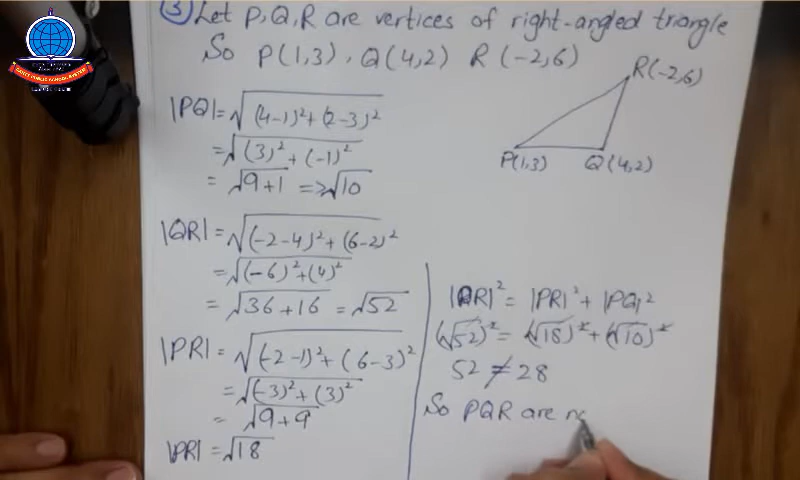 ③ Let P,Q,R are vertices of right-angled triangle
So P(1,3), Q(4,2) R(-2,6)
R(-2,6)
P(1,3) Q(4,2)
|PQ|=√(4-1)²+(2-3)²
=√(3)²+(-1)²
=√9+1 =>√10
|QR|=√(-2-4)²+(6-2)²
=√(-6)²+(4)²
=√36+16 =√52
|PR|=√(-2-1)²+(6-3)²
=√(-3)²+(3)²
=√9+9
|PR|=√18
|QR|²=|PR|²+|PQ|²
(√52)²=(√18)²+(√10)²
52≠28
So PQR are no